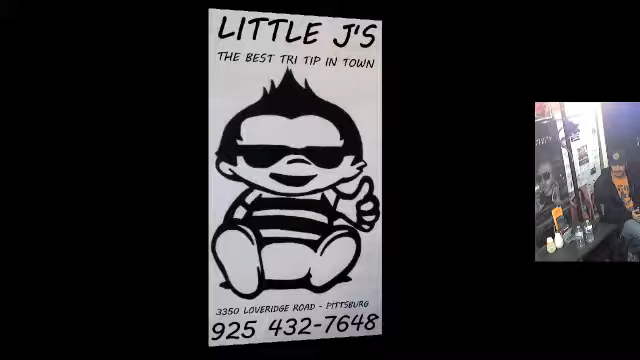 LITTLE J'S
THE BEST TRI TIP IN TOWN
3350 LOVERIDGE ROAD - PITTSBURG
925 432-7648